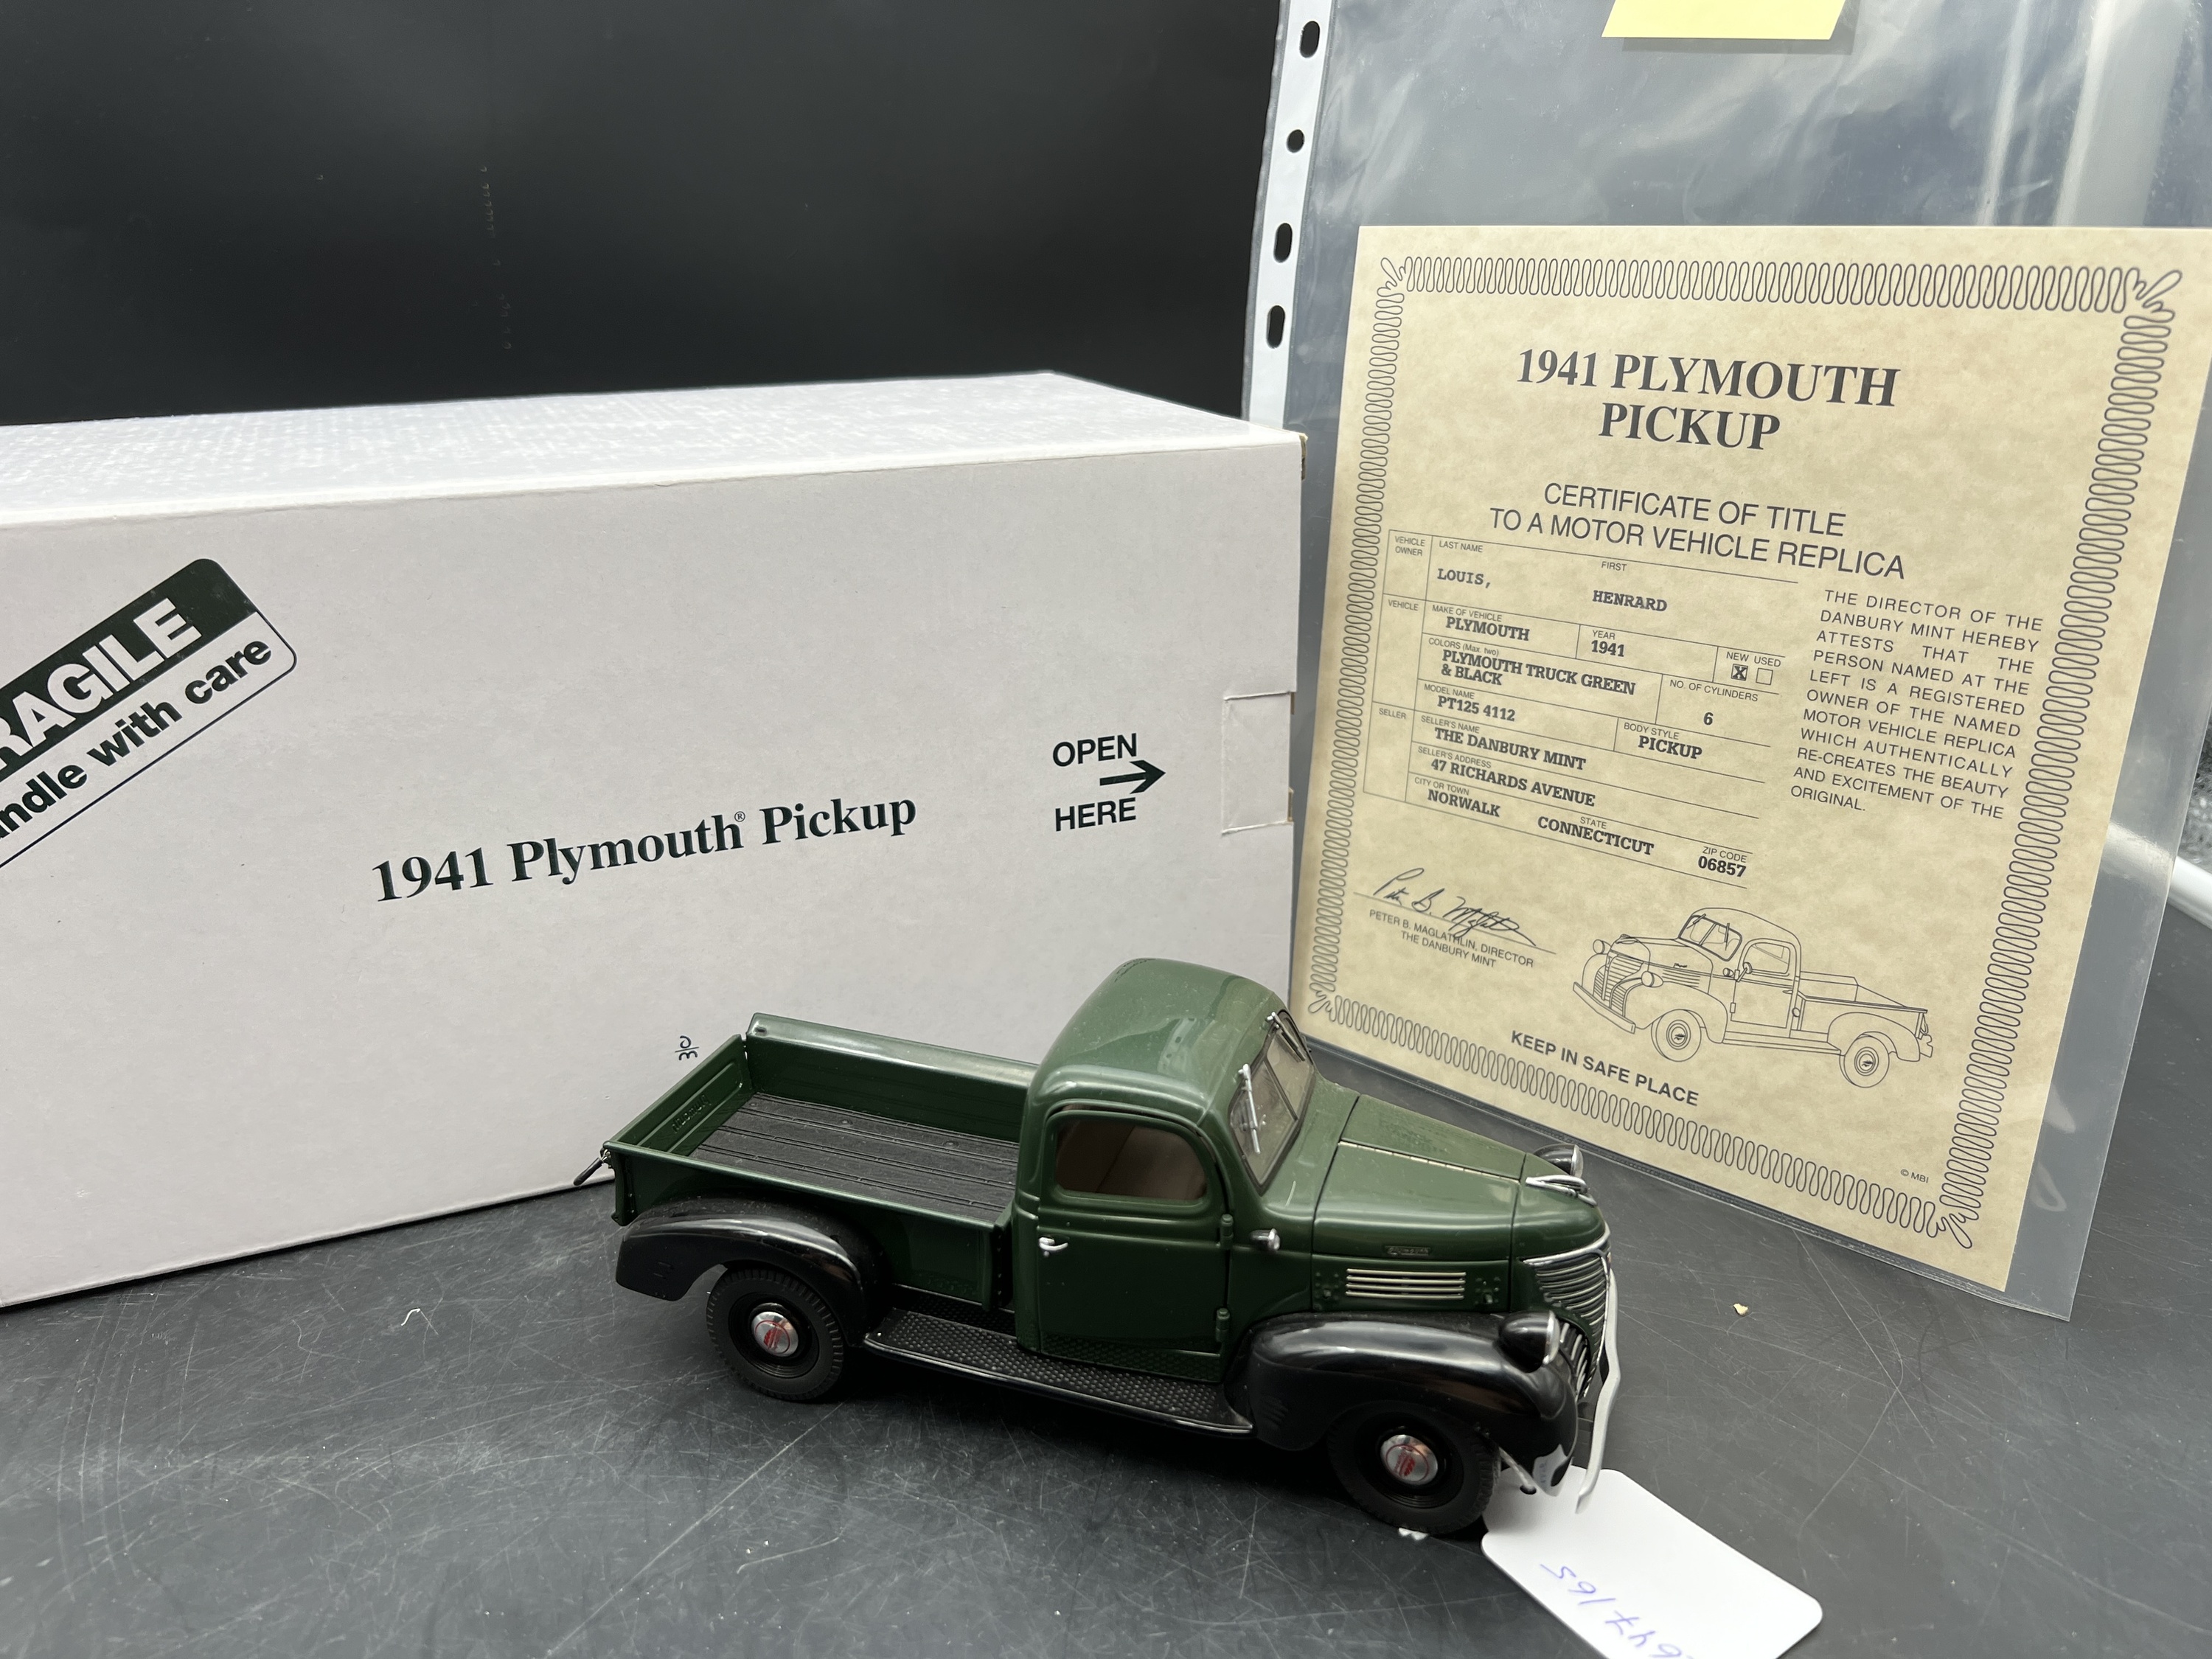 RAGILE
ndle with care
1941 Plymouth® Pickup
OPEN
HERE
1941 PLYMOUTH
PICKUP
CERTIFICATE OF TITLE
TO A MOTOR VEHICLE REPLICA
VEHICLE
OWNER
LAST NAME
FIRST
LOUIS,
HENRARD
VEHICLE
MAKE OF VEHICLE
PLYMOUTH
YEAR
1941
NEW USED
X
COLORS (Max. two)
PLYMOUTH TRUCK GREEN
& BLACK
NO. OF CYLINDERS
6
MODEL NAME
PT125 4112
BODY STYLE
PICKUP
SELLER
SELLER'S NAME
THE DANBURY MINT
SELLER'S ADDRESS
47 RICHARDS AVENUE
CITY OR TOWN
NORWALK
STATE
CONNECTICUT
ZIP CODE
06857
THE DIRECTOR OF THE
DANBURY MINT HEREBY
ATTESTS THAT THE
PERSON NAMED AT THE
LEFT IS A REGISTERED
OWNER OF THE NAMED
MOTOR VEHICLE REPLICA
WHICH AUTHENTICALLY
RE-CREATES THE BEAUTY
AND EXCITEMENT OF THE
ORIGINAL.
PETER B. MAGLATHLIN, DIRECTOR
THE DANBURY MINT
KEEP IN SAFE PLACE
© MBI
647/65